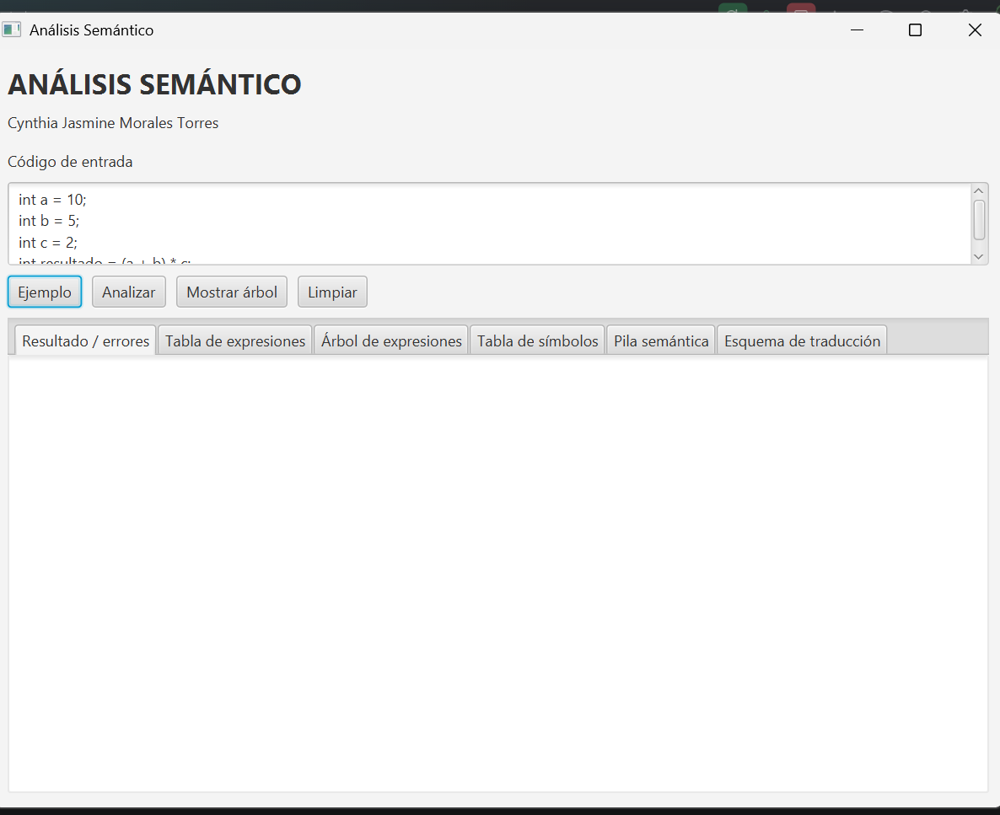 Análisis Semántico
ANÁLISIS SEMÁNTICO
Cynthia Jasmine Morales Torres
Código de entrada
int a = 10;
int b = 5;
int c = 2;
int resultado = (a + b) * c;
Ejemplo Analizar Mostrar árbol Limpiar
Resultado / errores Tabla de expresiones Árbol de expresiones Tabla de símbolos Pila semántica Esquema de traducción